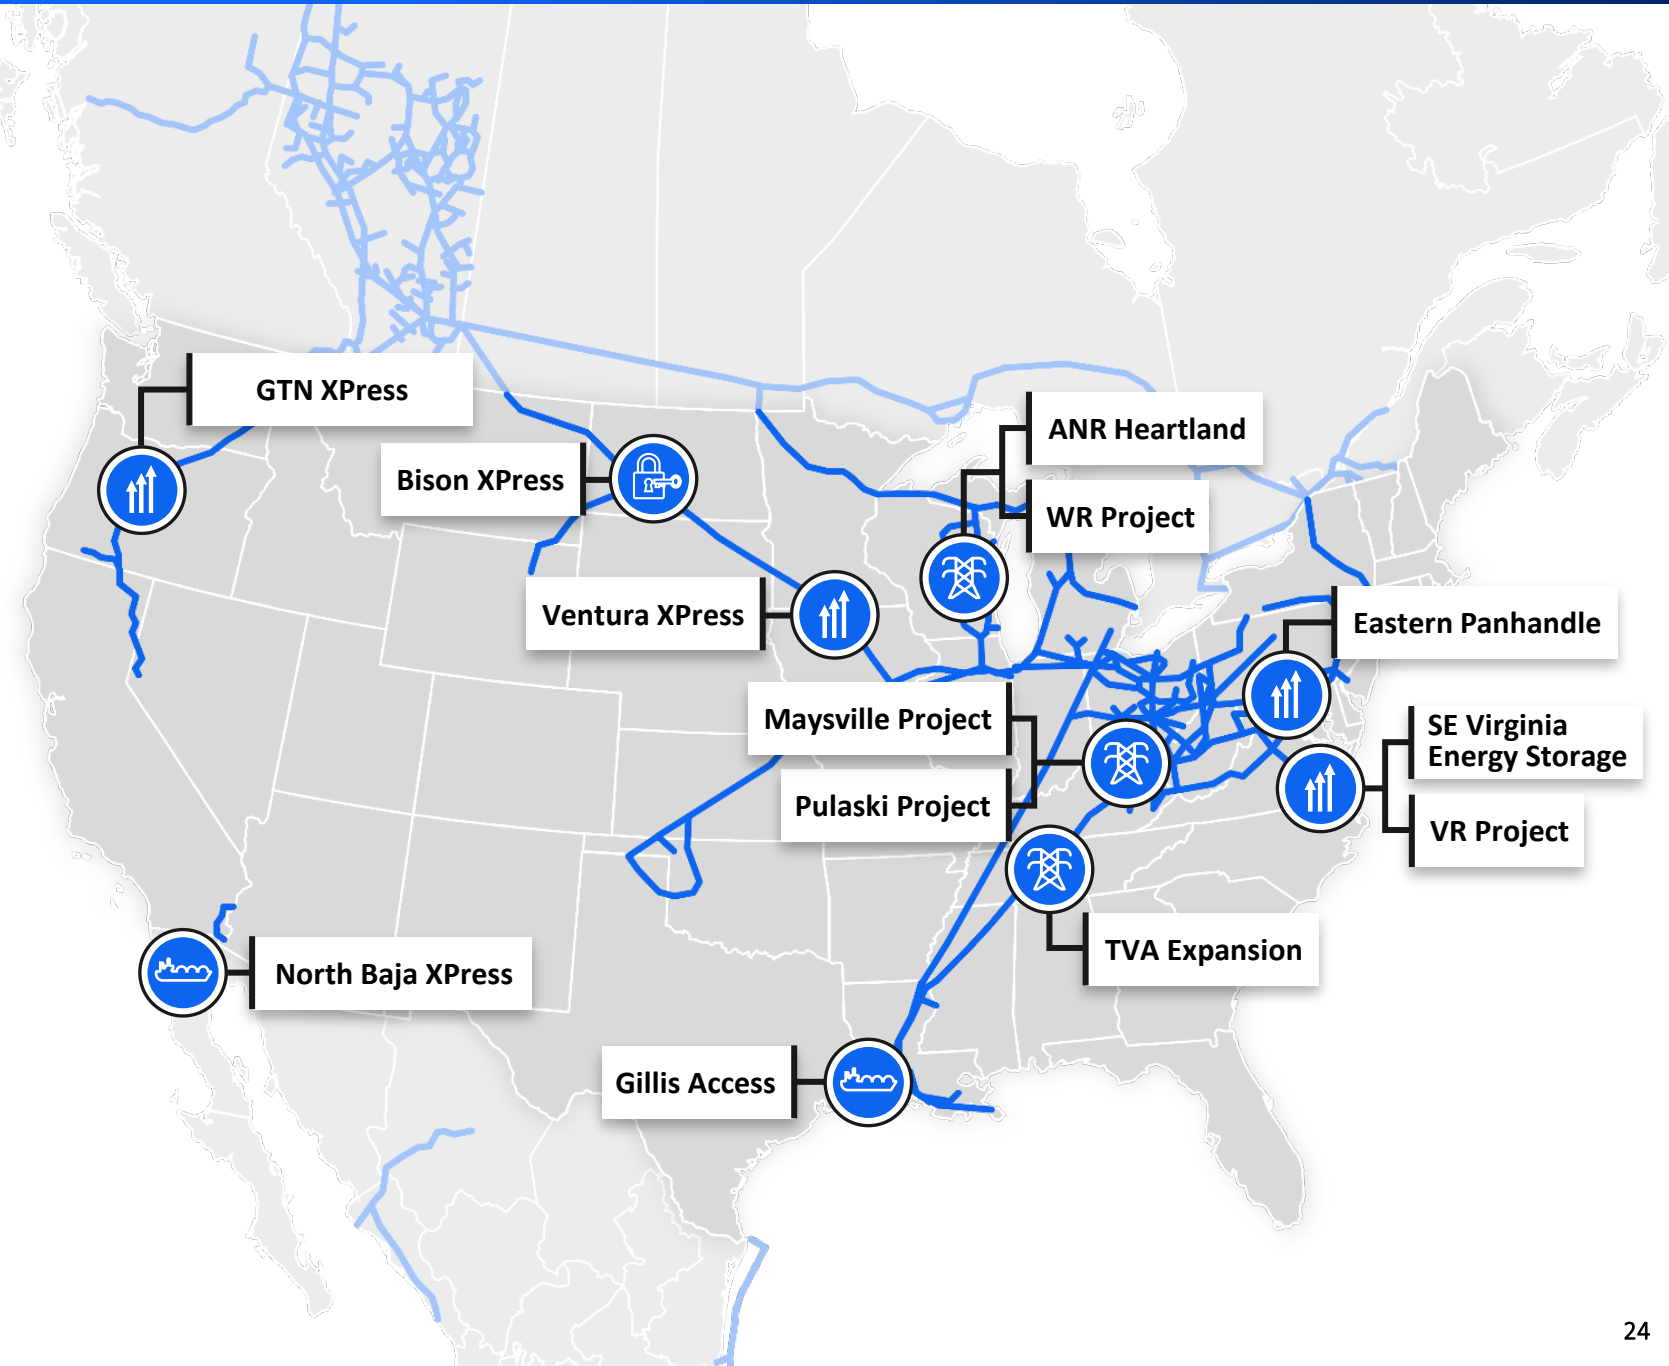 GTN XPress
ANR Heartland
Bison XPress
WR Project
Ventura XPress
Eastern Panhandle
Maysville Project
SE Virginia
Energy Storage
Pulaski Project
VR Project
TVA Expansion
North Baja XPress
Gillis Access
24